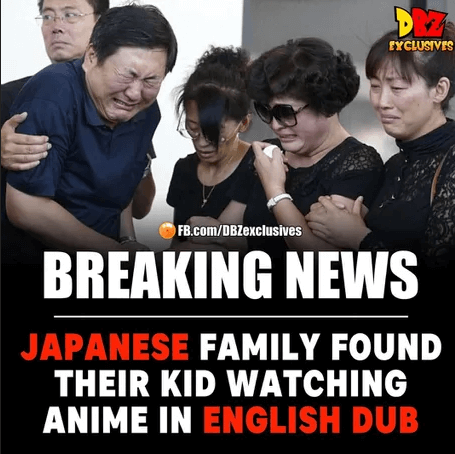 DBZ
EXCLUSIVES
FB.com/DBZexclusives
BREAKING NEWS
JAPANESE FAMILY FOUND
THEIR KID WATCHING
ANIME IN ENGLISH DUB